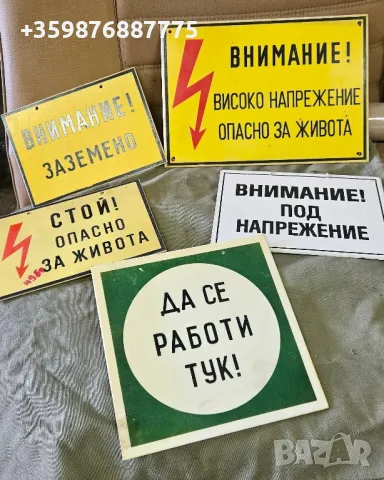 +359876887775
ВНИМАНИЕ!
ВИСОКО НАПРЕЖЕНИЕ
ОПАСНО ЗА ЖИВОТА
ВНИМАНИЕ!
ЗАЗЕМЕНО
ВНИМАНИЕ!
ПОД
НАПРЕЖЕНИЕ
СТОЙ!
ОПАСНО
ЗА ЖИВОТА
ДА СЕ
РАБОТИ
ТУК!
BAZAR